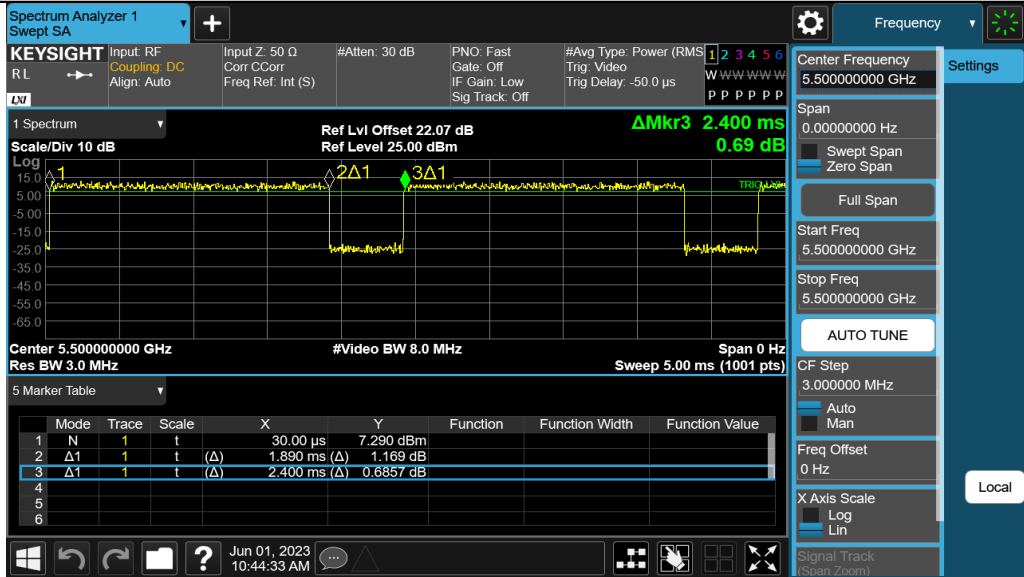 Spectrum Analyzer 1
Swept SA
+
Frequency
KEYSIGHT
R L
LXI
Input: RF
Coupling: DC
Align: Auto
Input Z: 50 Ω
Corr CCorr
Freq Ref: Int (S)
#Atten: 30 dB
PNO: Fast
Gate: Off
IF Gain: Low
Sig Track: Off
#Avg Type: Power (RMS
Trig: Video
Trig Delay: -50.0 µs
1 2 3 4 5 6
W W W W W W
P P P P P P
Center Frequency
5.500000000 GHz
Settings
Span
0.00000000 Hz
Swept Span
Zero Span
Full Span
Start Freq
5.500000000 GHz
Stop Freq
5.500000000 GHz
AUTO TUNE
CF Step
3.000000 MHz
Auto
Man
Freq Offset
0 Hz
X Axis Scale
Log
Lin
Signal Track
(Span Zoom)
Local
1 Spectrum
Scale/Div 10 dB
Ref Lvl Offset 22.07 dB
Ref Level 25.00 dBm
ΔMkr3 2.400 ms
0.69 dB
Log
15.0
5.00
-5.00
-15.0
-25.0
-35.0
-45.0
-55.0
-65.0
1
2Δ1
3Δ1
Center 5.500000000 GHz
Res BW 3.0 MHz
#Video BW 8.0 MHz
Span 0 Hz
Sweep 5.00 ms (1001 pts)
5 Marker Table
Mode Trace Scale X Y Function Function Width Function Value
1 N 1 t 30.00 µs 7.290 dBm
2 Δ1 1 t (Δ) 1.890 ms (Δ) 1.169 dB
3 Δ1 1 t (Δ) 2.400 ms (Δ) 0.6857 dB
4
5
6
?
Jun 01, 2023
10:44:33 AM